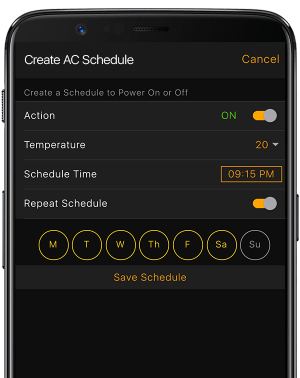 Create AC Schedule Cancel
Create a Schedule to Power On or Off
Action ON
Temperature 20
Schedule Time 09:15 PM
Repeat Schedule
M T W Th F Sa Su
Save Schedule